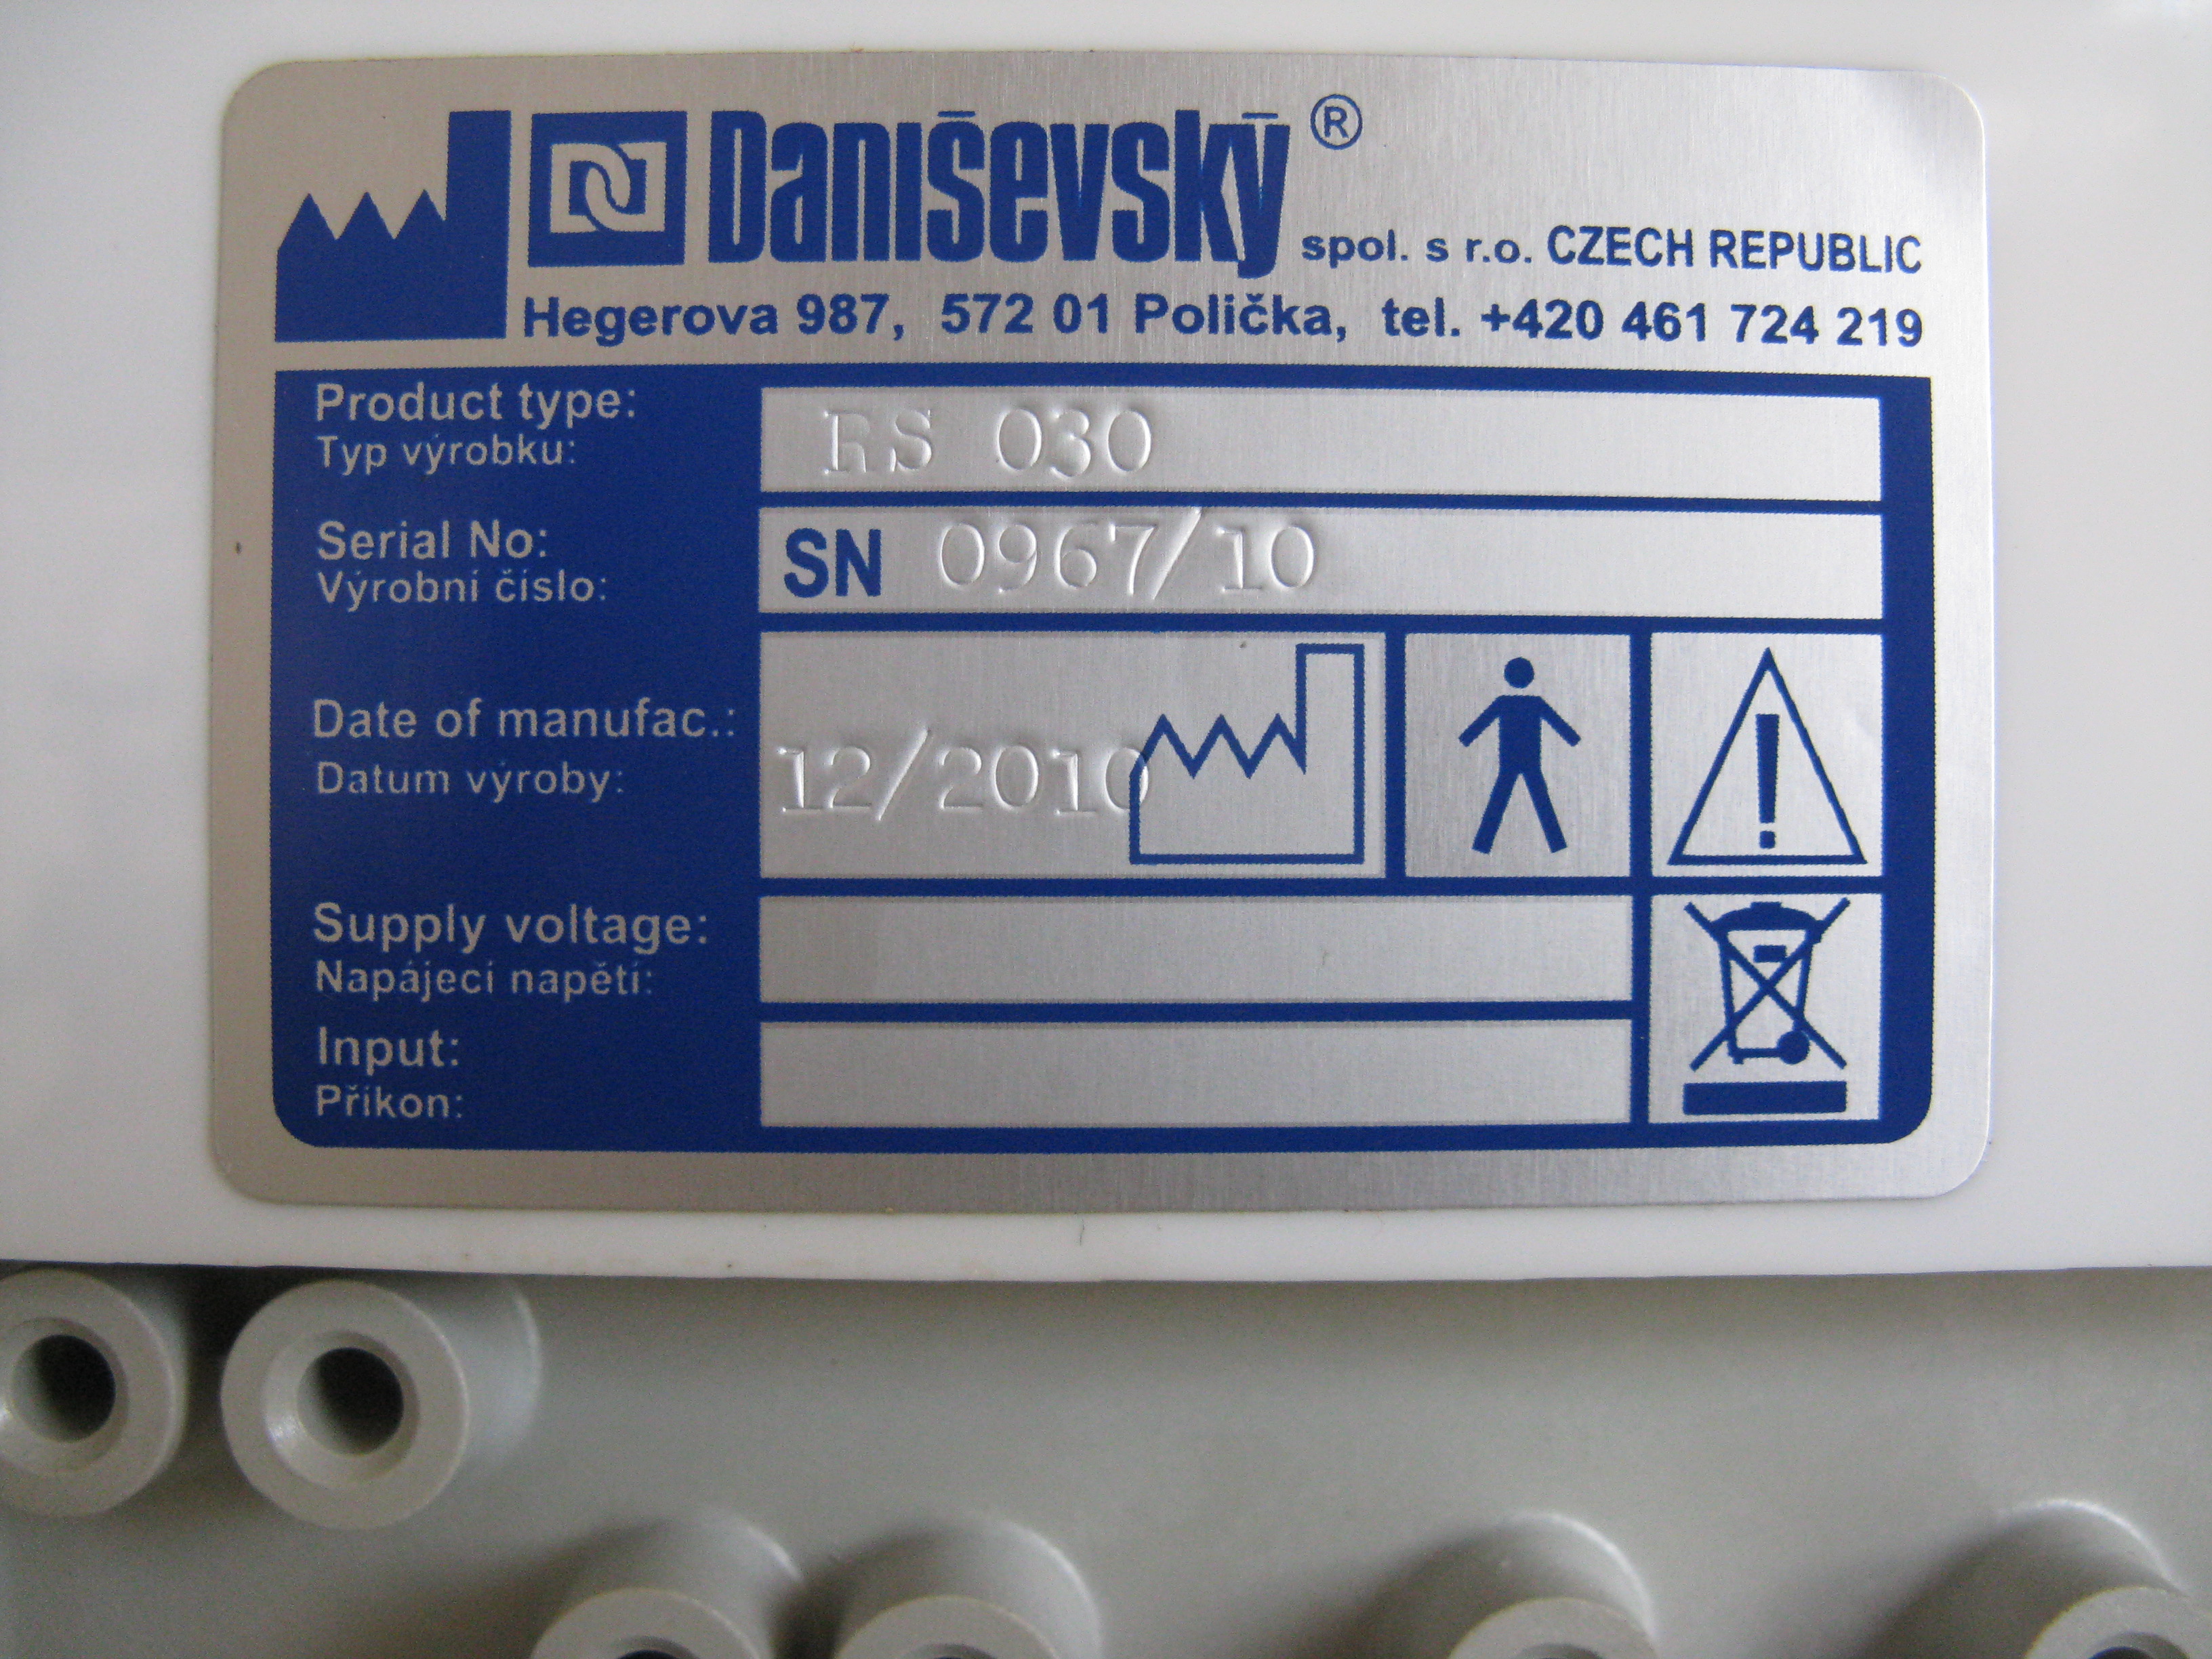 Danıševský ®
spol. s r.o. CZECH REPUBLIC
Hegerova 987, 572 01 Polička, tel. +420 461 724 219
Product type: RS 030
Typ výrobku:
Serial No: SN 0967/10
Výrobní číslo:
Date of manufac.: 12/2010
Datum výroby:
Supply voltage:
Napájecí napětí:
Input:
Příkon: